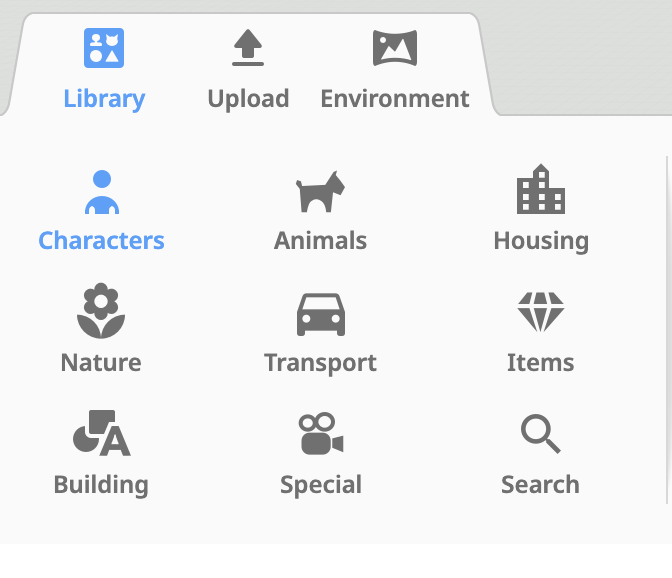 Library Upload Environment
Characters Animals Housing
Nature Transport Items
Building Special Search